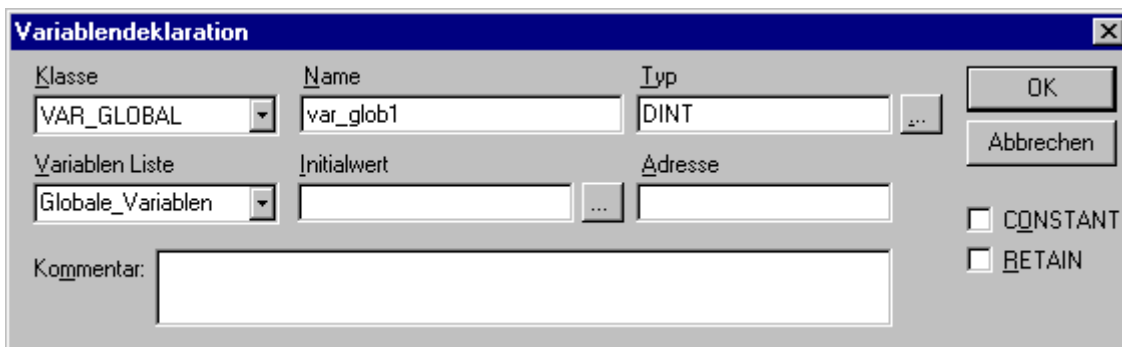 Variablendeklaration
Klasse Name Typ
VAR_GLOBAL var_glob1 DINT ... OK
Abbrechen
Variablen Liste Initialwert Adresse
Globale_Variablen ...
CONSTANT
Kommentar: RETAIN